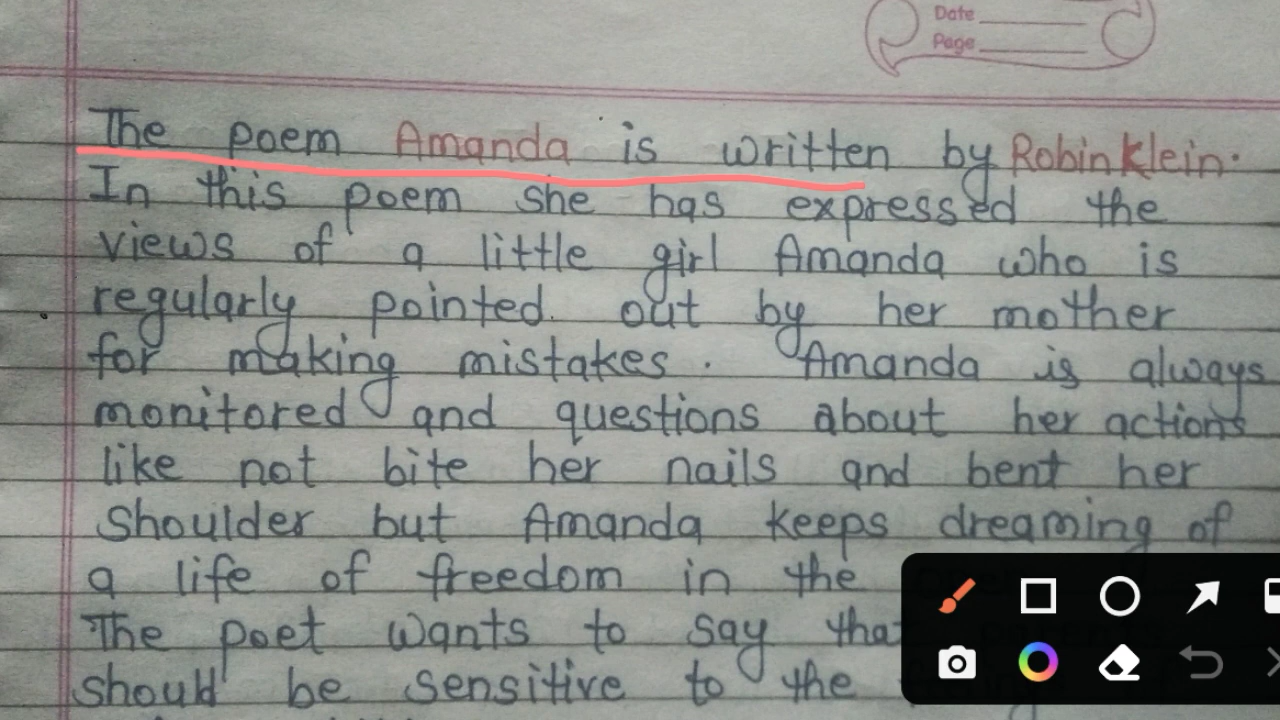 Date
Page
The poem Amanda is written by Robin Klein.
In this poem she has expressed the
views of a little girl Amanda who is
regularly pointed. out by her mother
for making mistakes. Amanda is always
monitored and questions about her actions
like not bite her nails and bent her
shoulder but Amanda keeps dreaming of
a life of freedom in the
The poet wants to say that
should be sensitive to the